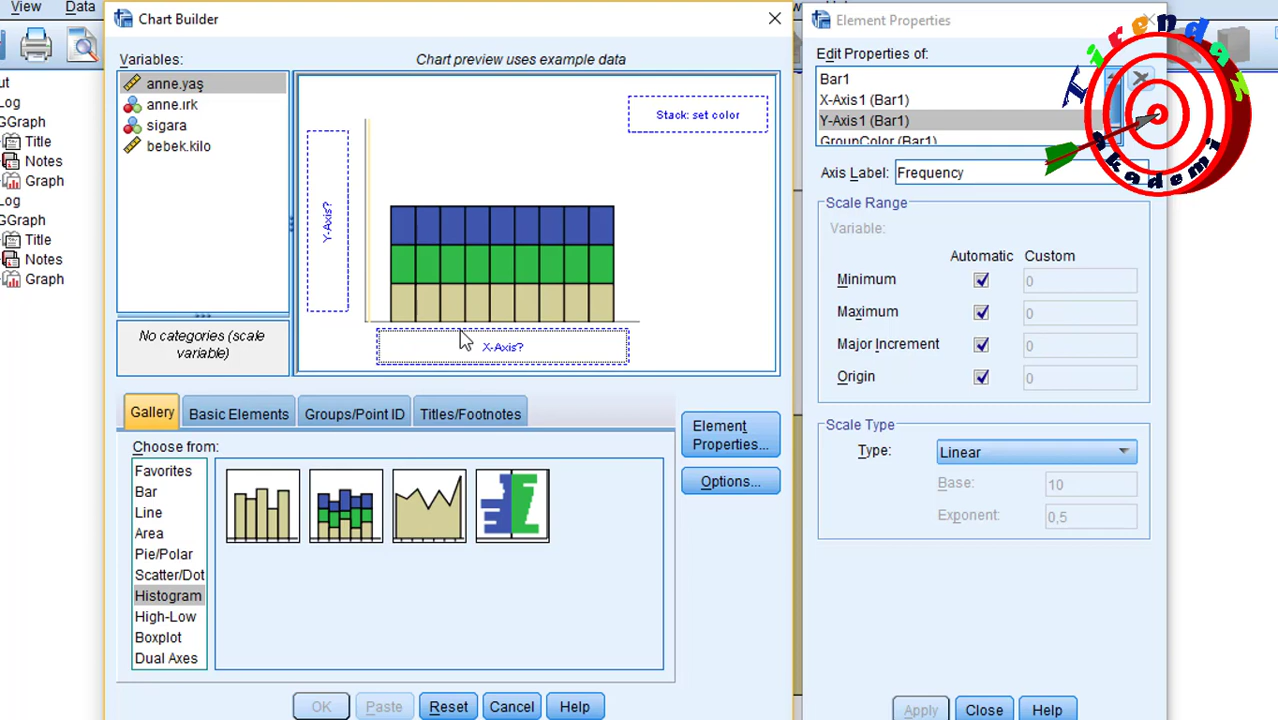 View
Data
Chart Builder
Element Properties
Variables:
Chart preview uses example data
anne.yaş
anne.ırk
sigara
bebek.kilo
No categories (scale
variable)
Stack: set color
Y-Axis?
X-Axis?
Log
GGraph
Title
Notes
Graph
Log
GGraph
Title
Notes
Graph
Gallery
Basic Elements
Groups/Point ID
Titles/Footnotes
Element
Properties...
Options...
Choose from:
Favorites
Bar
Line
Area
Pie/Polar
Scatter/Dot
Histogram
High-Low
Boxplot
Dual Axes
OK
Paste
Reset
Cancel
Help
Edit Properties of:
Bar1
X-Axis1 (Bar1)
Y-Axis1 (Bar1)
GroupColor (Bar1)
Axis Label:
Frequency
Scale Range
Variable:
Automatic
Custom
Minimum
0
Maximum
0
Major Increment
0
Origin
0
Scale Type
Type:
Linear
Base:
10
Exponent:
0,5
Apply
Close
Help
Tirendaz
Akademi